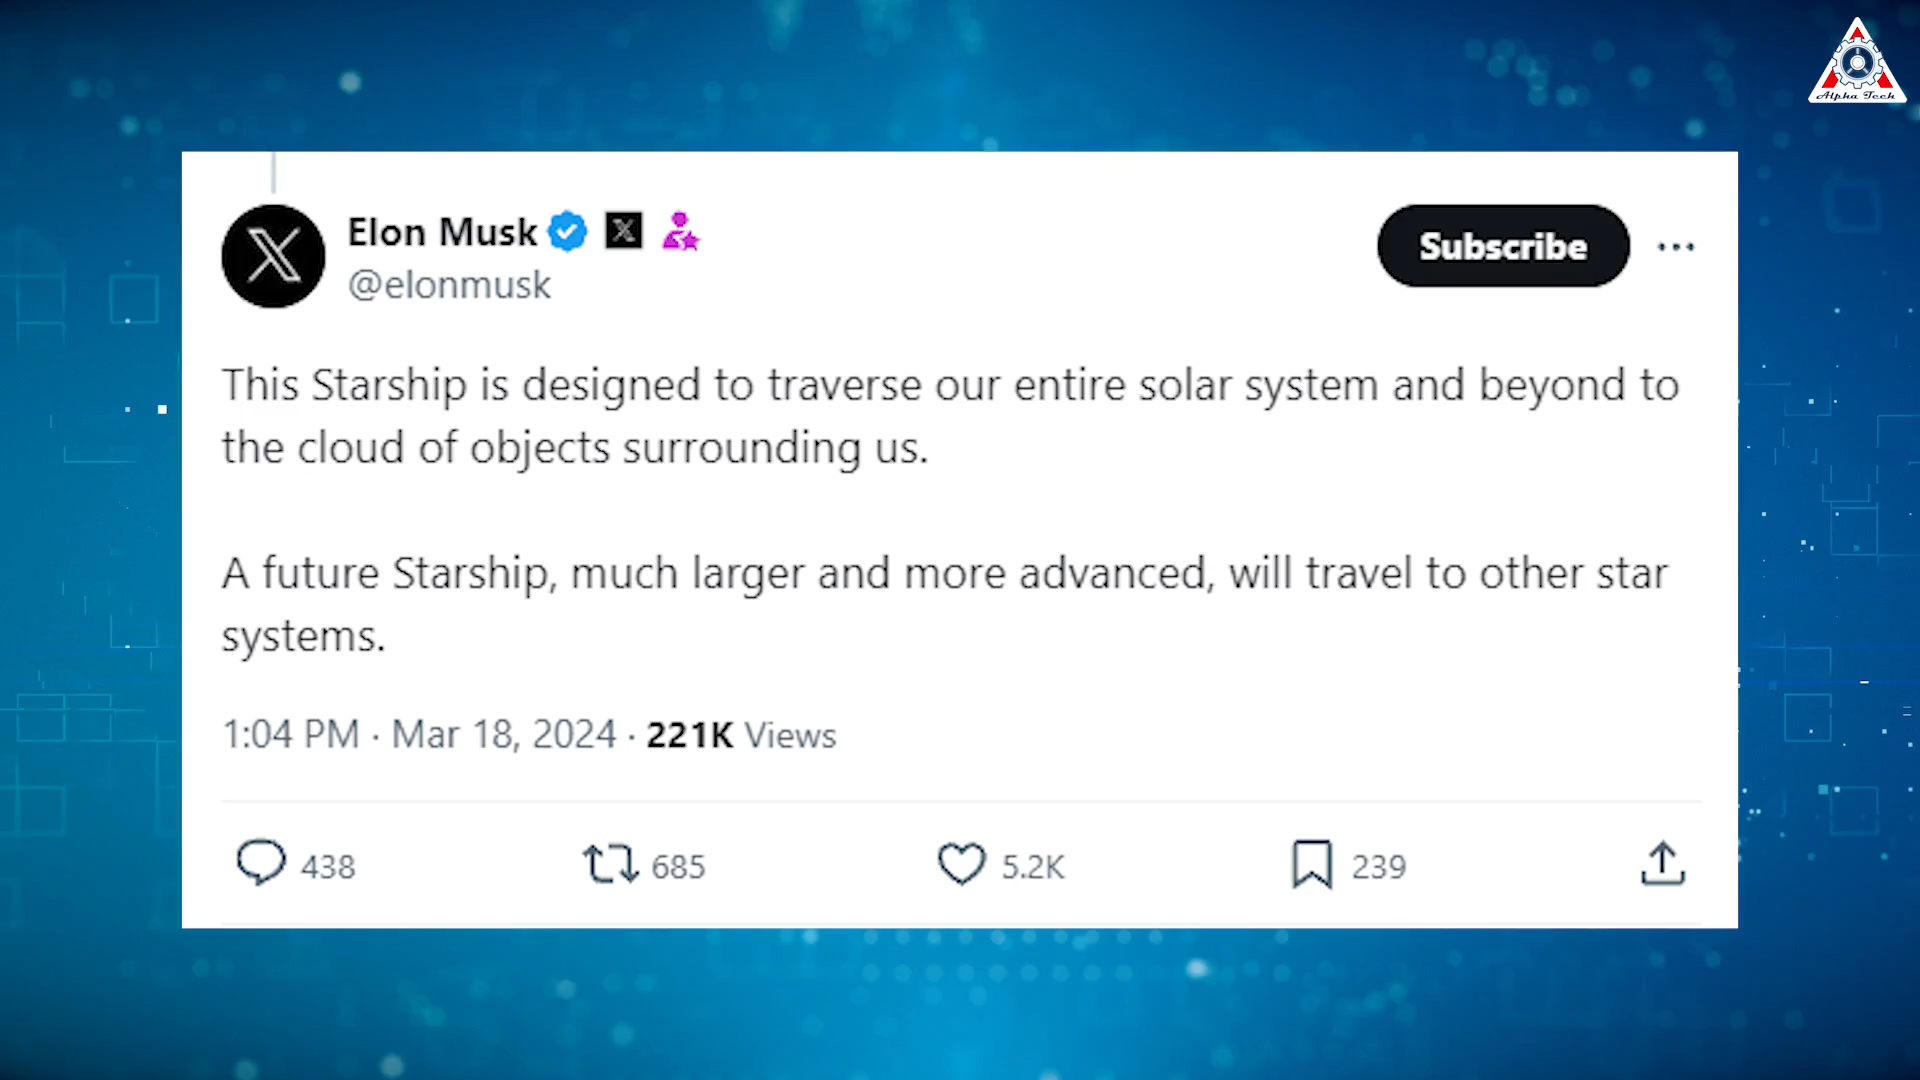 Alpha Tech
Elon Musk
@elonmusk
Subscribe
This Starship is designed to traverse our entire solar system and beyond to
the cloud of objects surrounding us.
A future Starship, much larger and more advanced, will travel to other star
systems.
1:04 PM · Mar 18, 2024 · 221K Views
438 685 5.2K 239